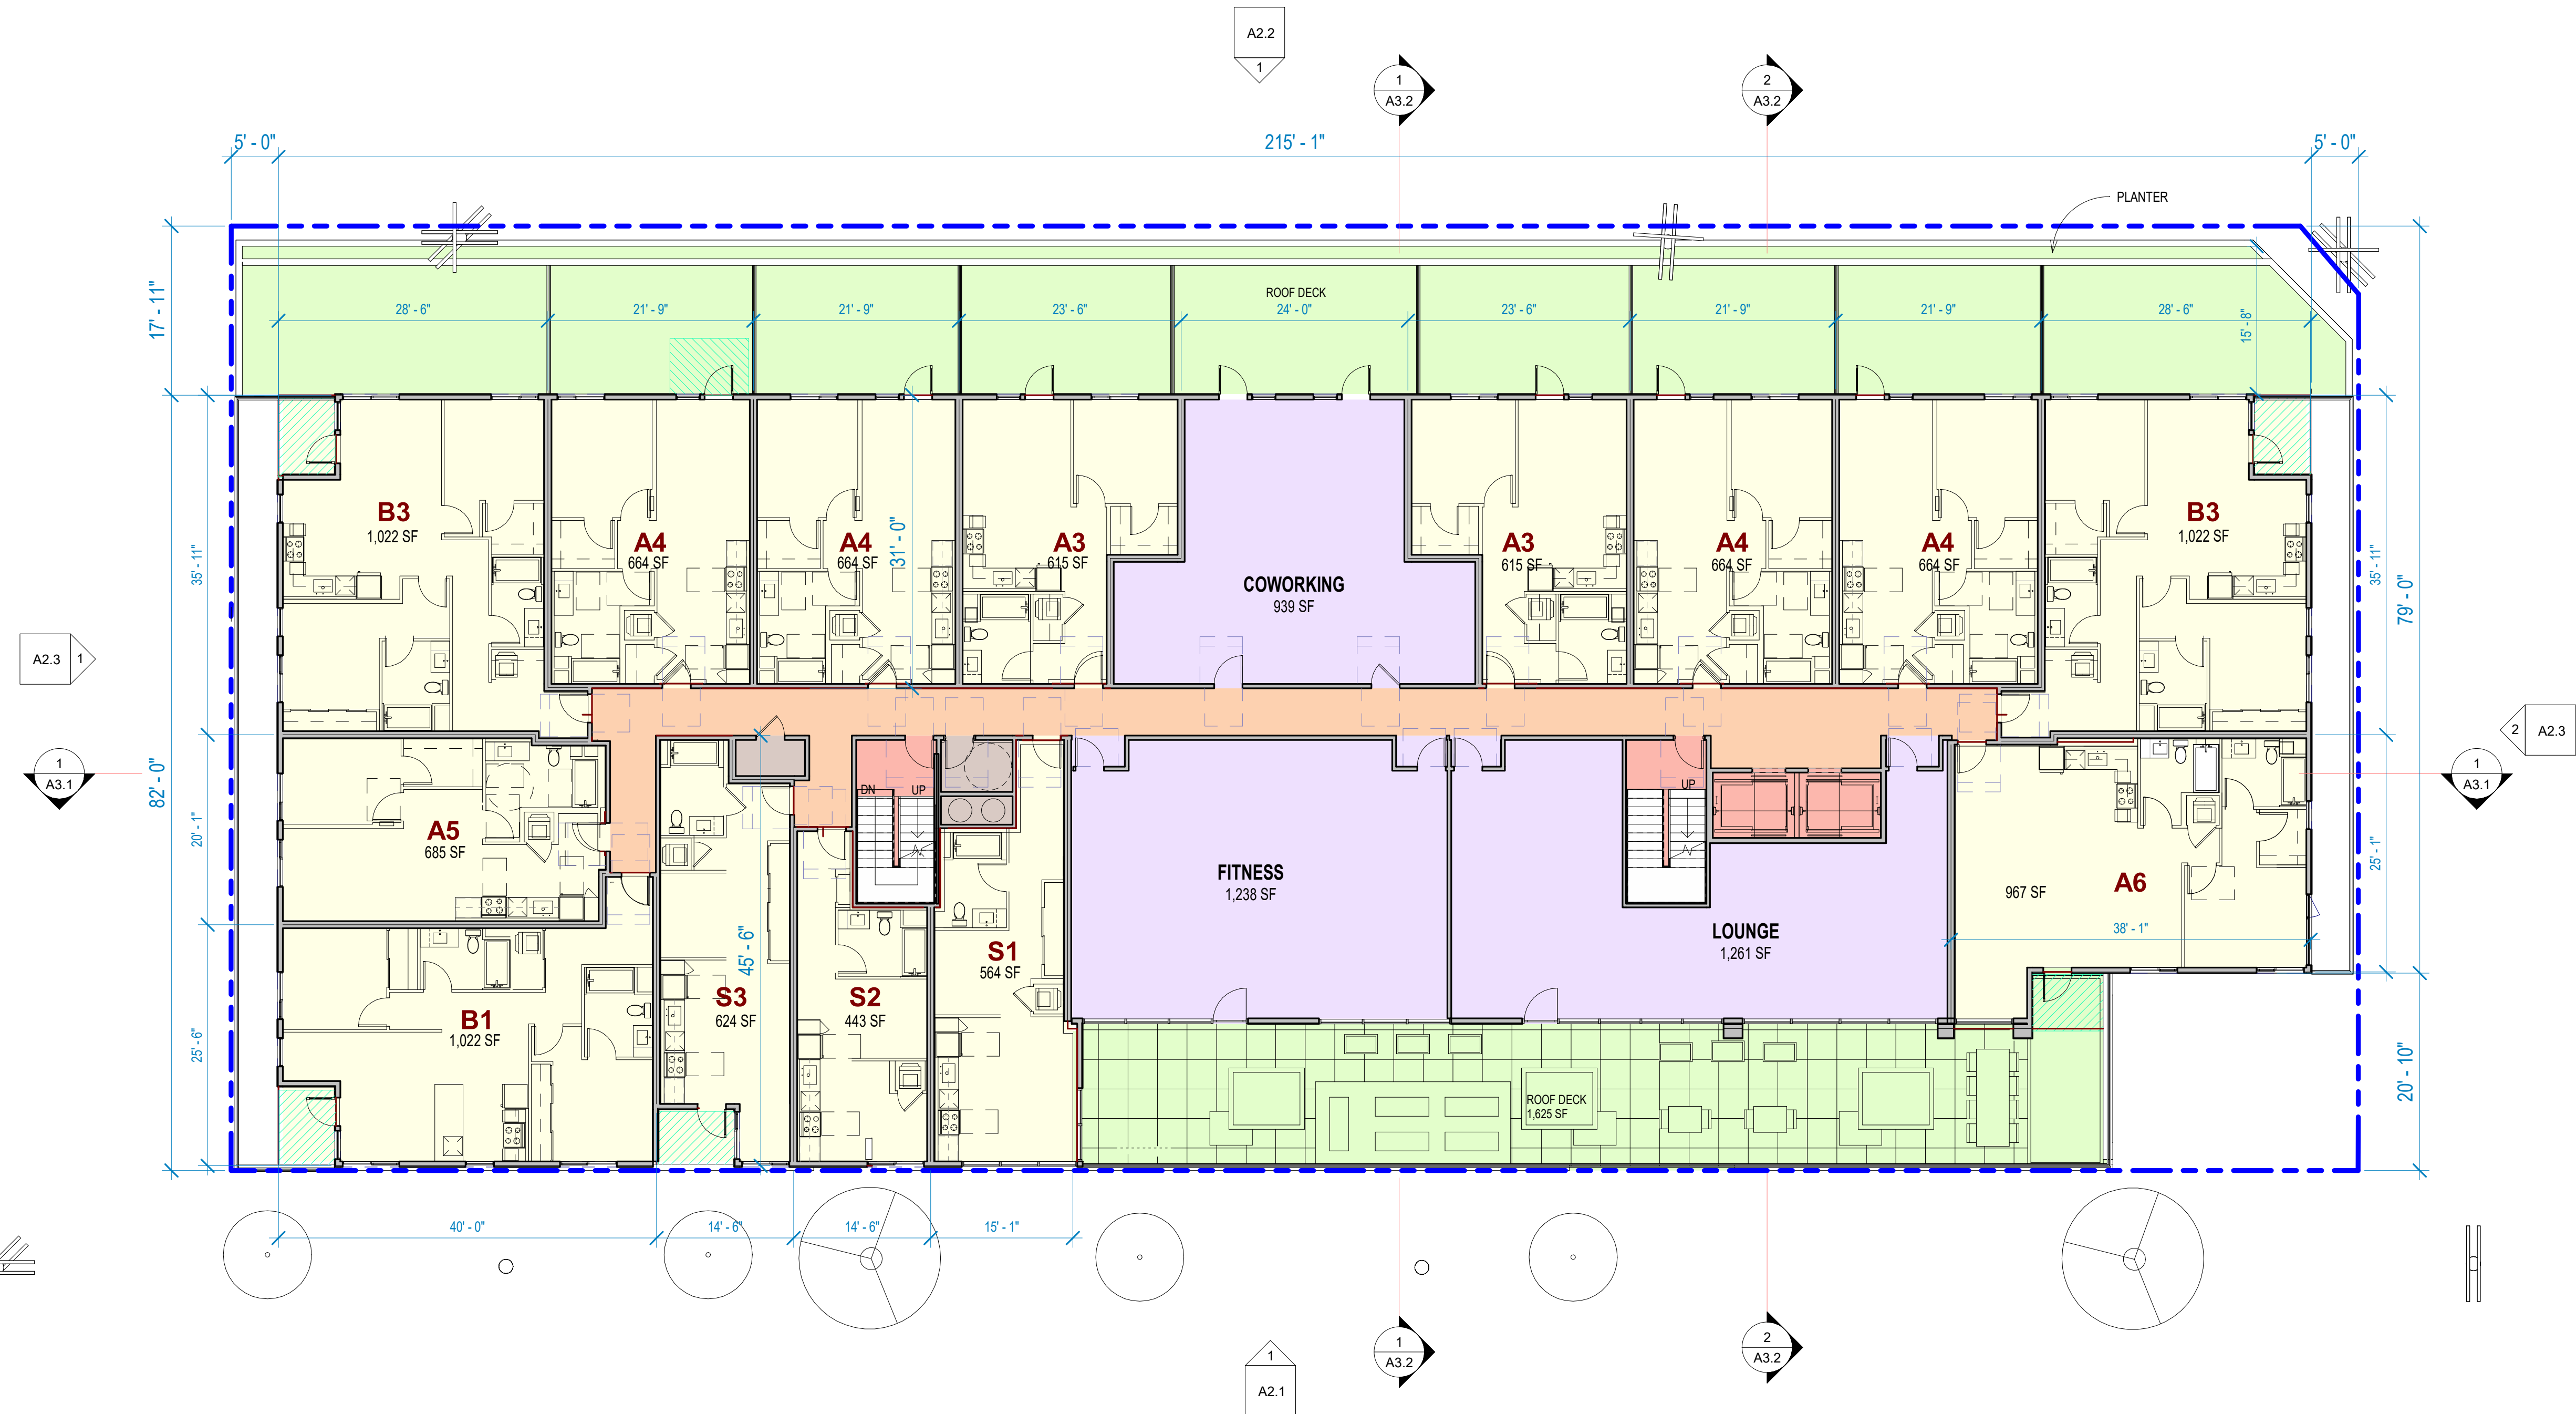 A2.2
1
1
A3.2
2
A3.2
5' - 0"
215' - 1"
5' - 0"
PLANTER
17' - 11"
ROOF DECK
28' - 6"
21' - 9"
21' - 9"
23' - 6"
24' - 0"
23' - 6"
21' - 9"
21' - 9"
28' - 6"
15' - 8"
B3
1,022 SF
A4
664 SF
A4
664 SF
31' - 0"
A3
615 SF
COWORKING
939 SF
A3
615 SF
A4
664 SF
A4
664 SF
B3
1,022 SF
35' - 11"
35' - 11"
79' - 0"
A2.3
1
2
A2.3
1
A3.1
82' - 0"
1
A3.1
DN
UP
UP
20' - 1"
A5
685 SF
FITNESS
1,238 SF
LOUNGE
1,261 SF
967 SF
A6
25' - 1"
38' - 1"
45' - 6"
S1
564 SF
S3
624 SF
S2
443 SF
B1
1,022 SF
25' - 6"
20' - 10"
ROOF DECK
1,625 SF
40' - 0"
14' - 6"
14' - 6"
15' - 1"
1
A3.2
2
A3.2
1
A2.1